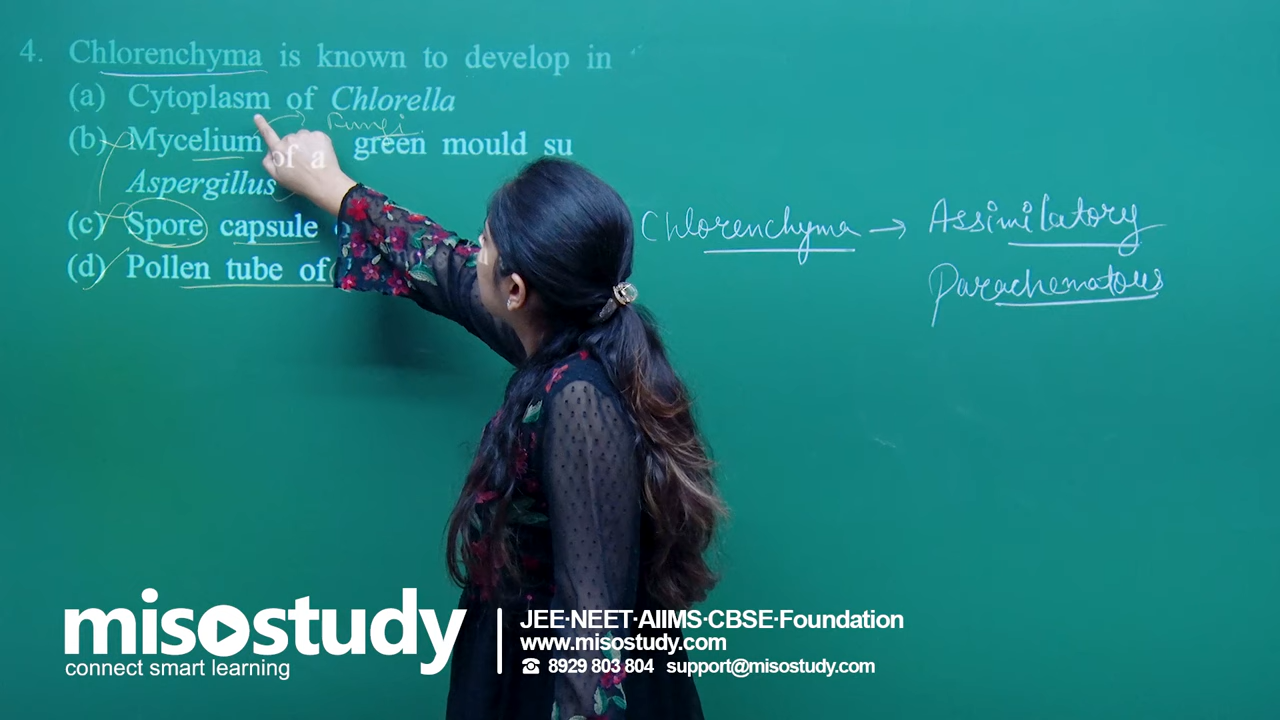 4. Chlorenchyma is known to develop in
(a) Cytoplasm of Chlorella
Fungi
(b) Mycelium of a green mould su
Aspergillus
(c) Spore capsule
(d) Pollen tube of
Chlorenchyma → Assimilatory
Parachematous
misostudy
connect smart learning
JEE·NEET·AIIMS·CBSE·Foundation
www.misostudy.com
8929 803 804 support@misostudy.com